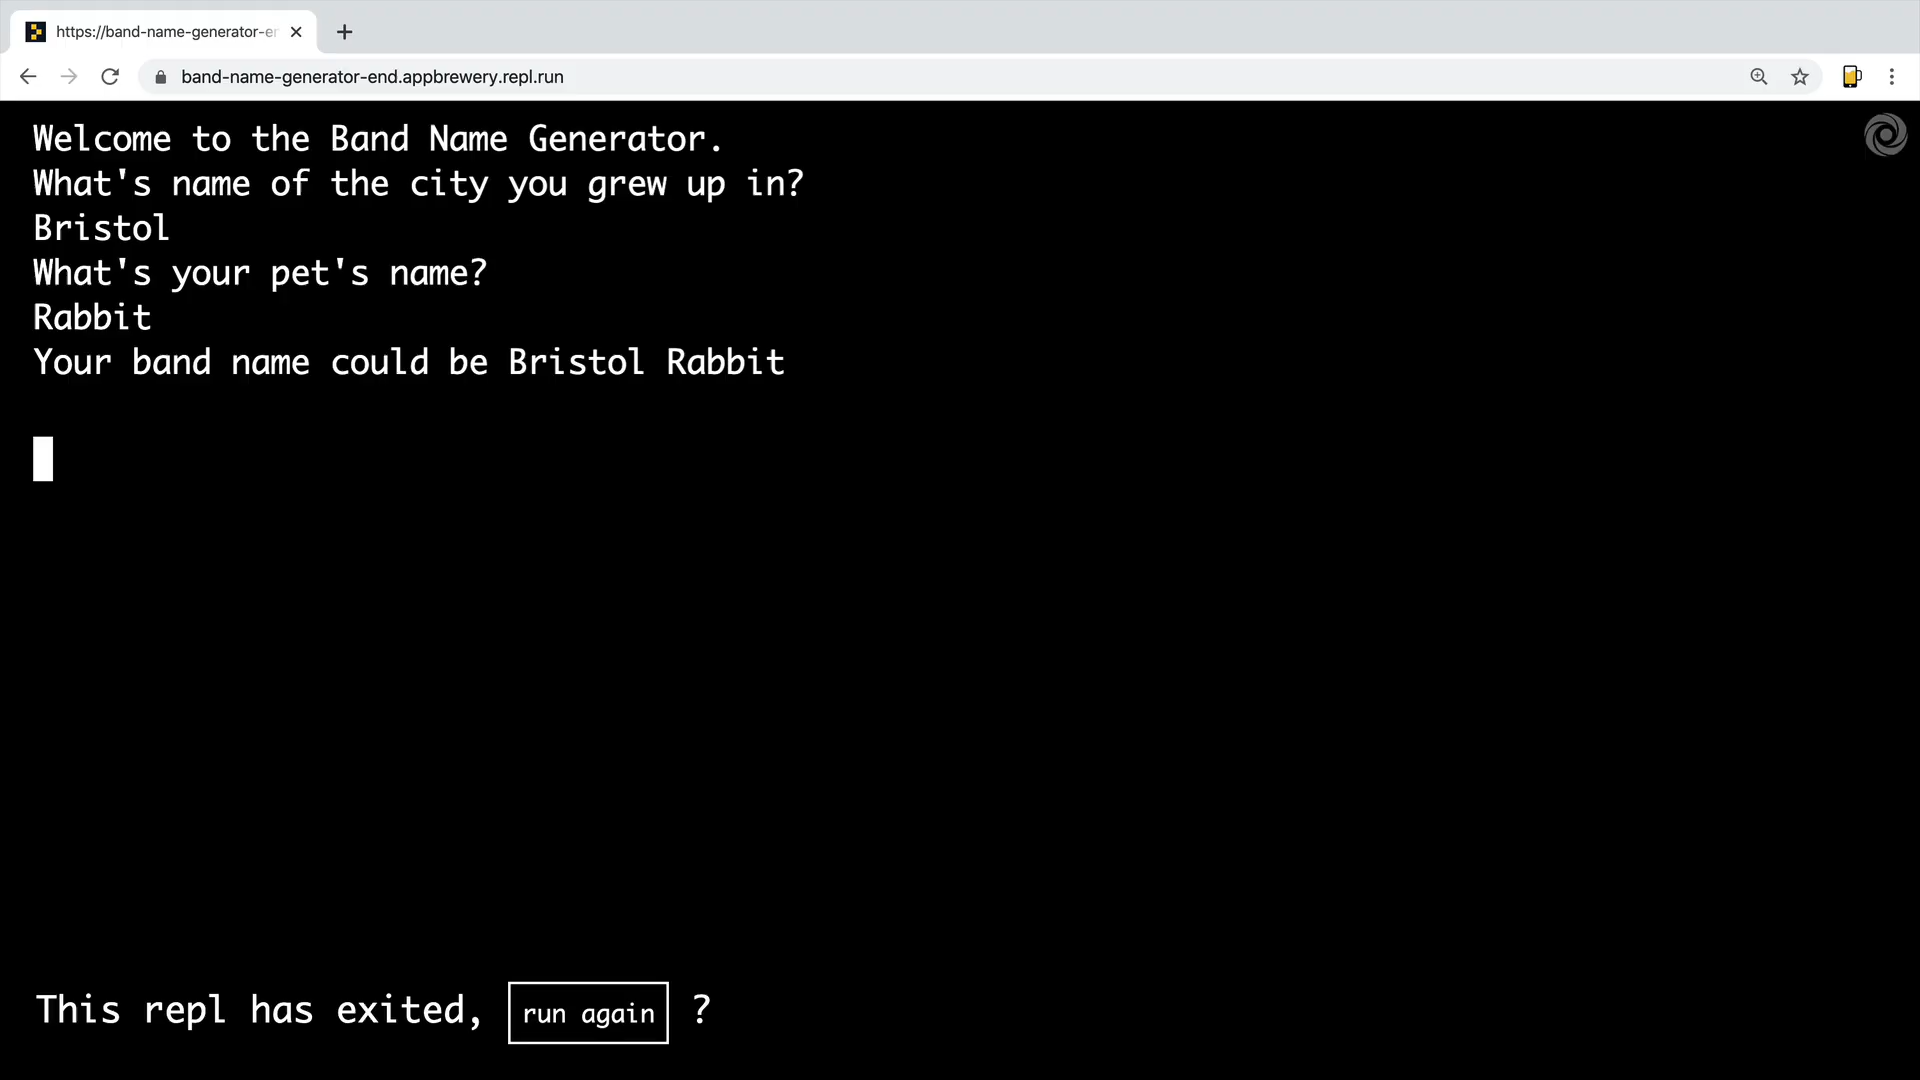 https://band-name-generator-er
band-name-generator-end.appbrewery.repl.run
Welcome to the Band Name Generator.
What's name of the city you grew up in?
Bristol
What's your pet's name?
Rabbit
Your band name could be Bristol Rabbit
This repl has exited, run again ?